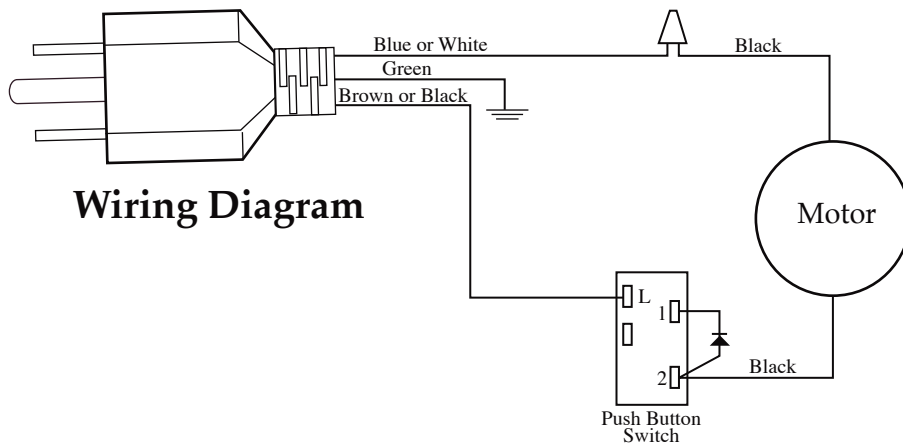 Blue or White
Black
Green
Brown or Black
Wiring Diagram
Motor
L
1
2
Black
Push Button
Switch